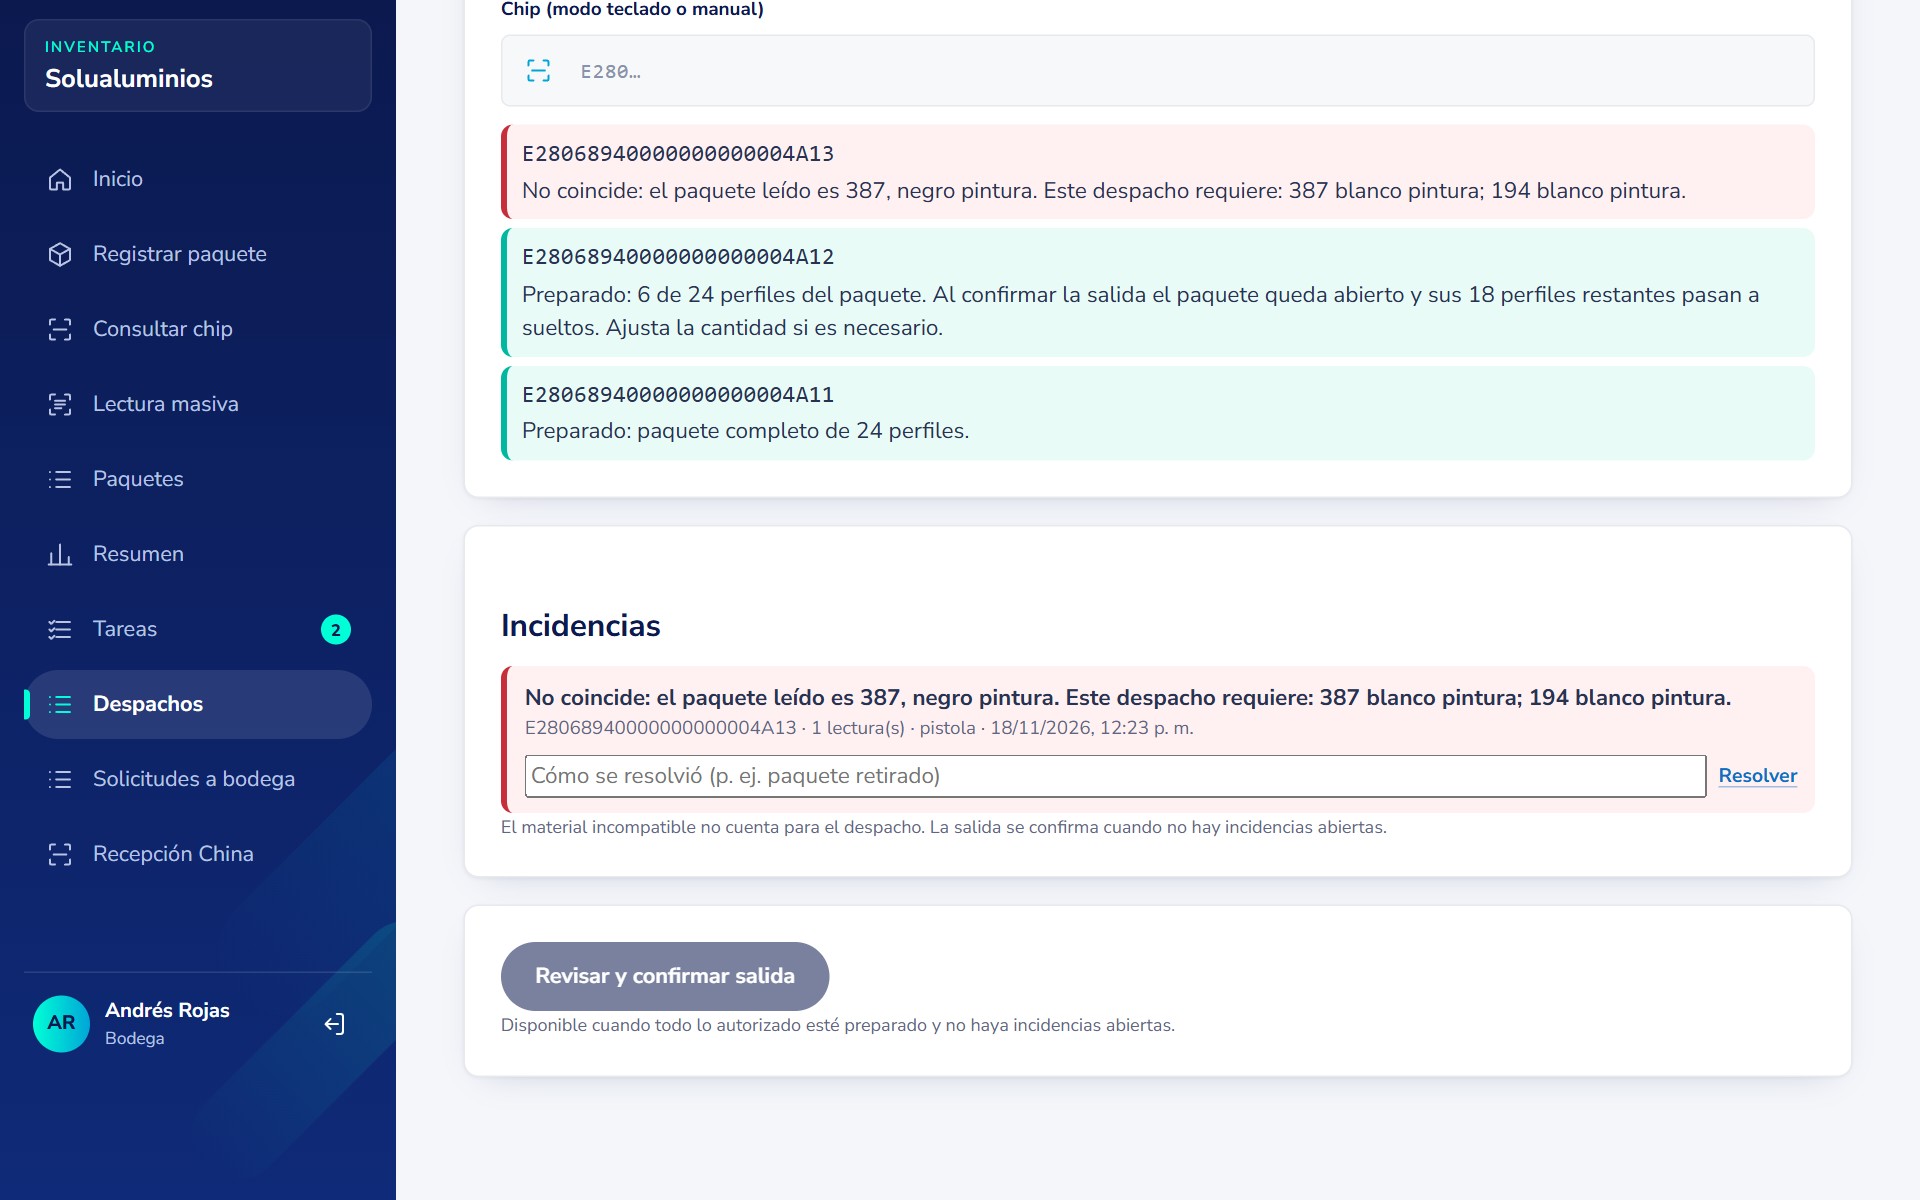 INVENTARIO
Solualuminios
Inicio
Registrar paquete
Consultar chip
Lectura masiva
Paquetes
Resumen
Tareas
2
Despachos
Solicitudes a bodega
Recepción China
AR
Andrés Rojas
Bodega
Chip (modo teclado o manual)
E280…
E28068940000000000004A13
No coincide: el paquete leído es 387, negro pintura. Este despacho requiere: 387 blanco pintura; 194 blanco pintura.
E28068940000000000004A12
Preparado: 6 de 24 perfiles del paquete. Al confirmar la salida el paquete queda abierto y sus 18 perfiles restantes pasan a
sueltos. Ajusta la cantidad si es necesario.
E28068940000000000004A11
Preparado: paquete completo de 24 perfiles.
Incidencias
No coincide: el paquete leído es 387, negro pintura. Este despacho requiere: 387 blanco pintura; 194 blanco pintura.
E28068940000000000004A13 · 1 lectura(s) · pistola · 18/11/2026, 12:23 p. m.
Cómo se resolvió (p. ej. paquete retirado)
Resolver
El material incompatible no cuenta para el despacho. La salida se confirma cuando no hay incidencias abiertas.
Revisar y confirmar salida
Disponible cuando todo lo autorizado esté preparado y no haya incidencias abiertas.